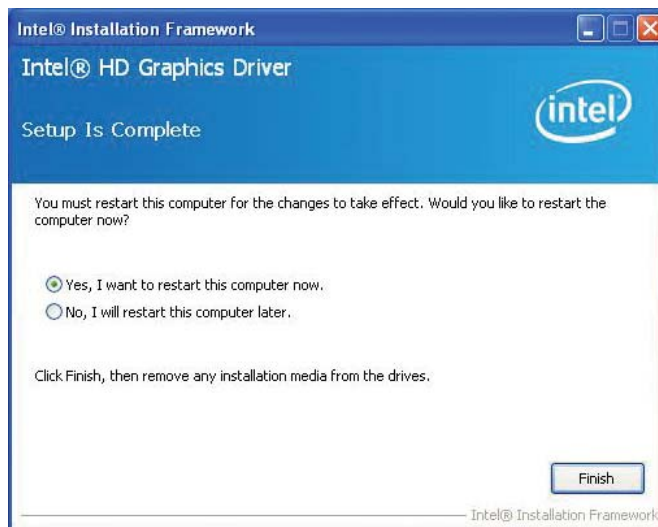 Intel® Installation Framework
Intel® HD Graphics Driver
Setup Is Complete
intel
You must restart this computer for the changes to take effect. Would you like to restart the
computer now?
Yes, I want to restart this computer now.
No, I will restart this computer later.
Click Finish, then remove any installation media from the drives.
Finish
Intel® Installation Framework